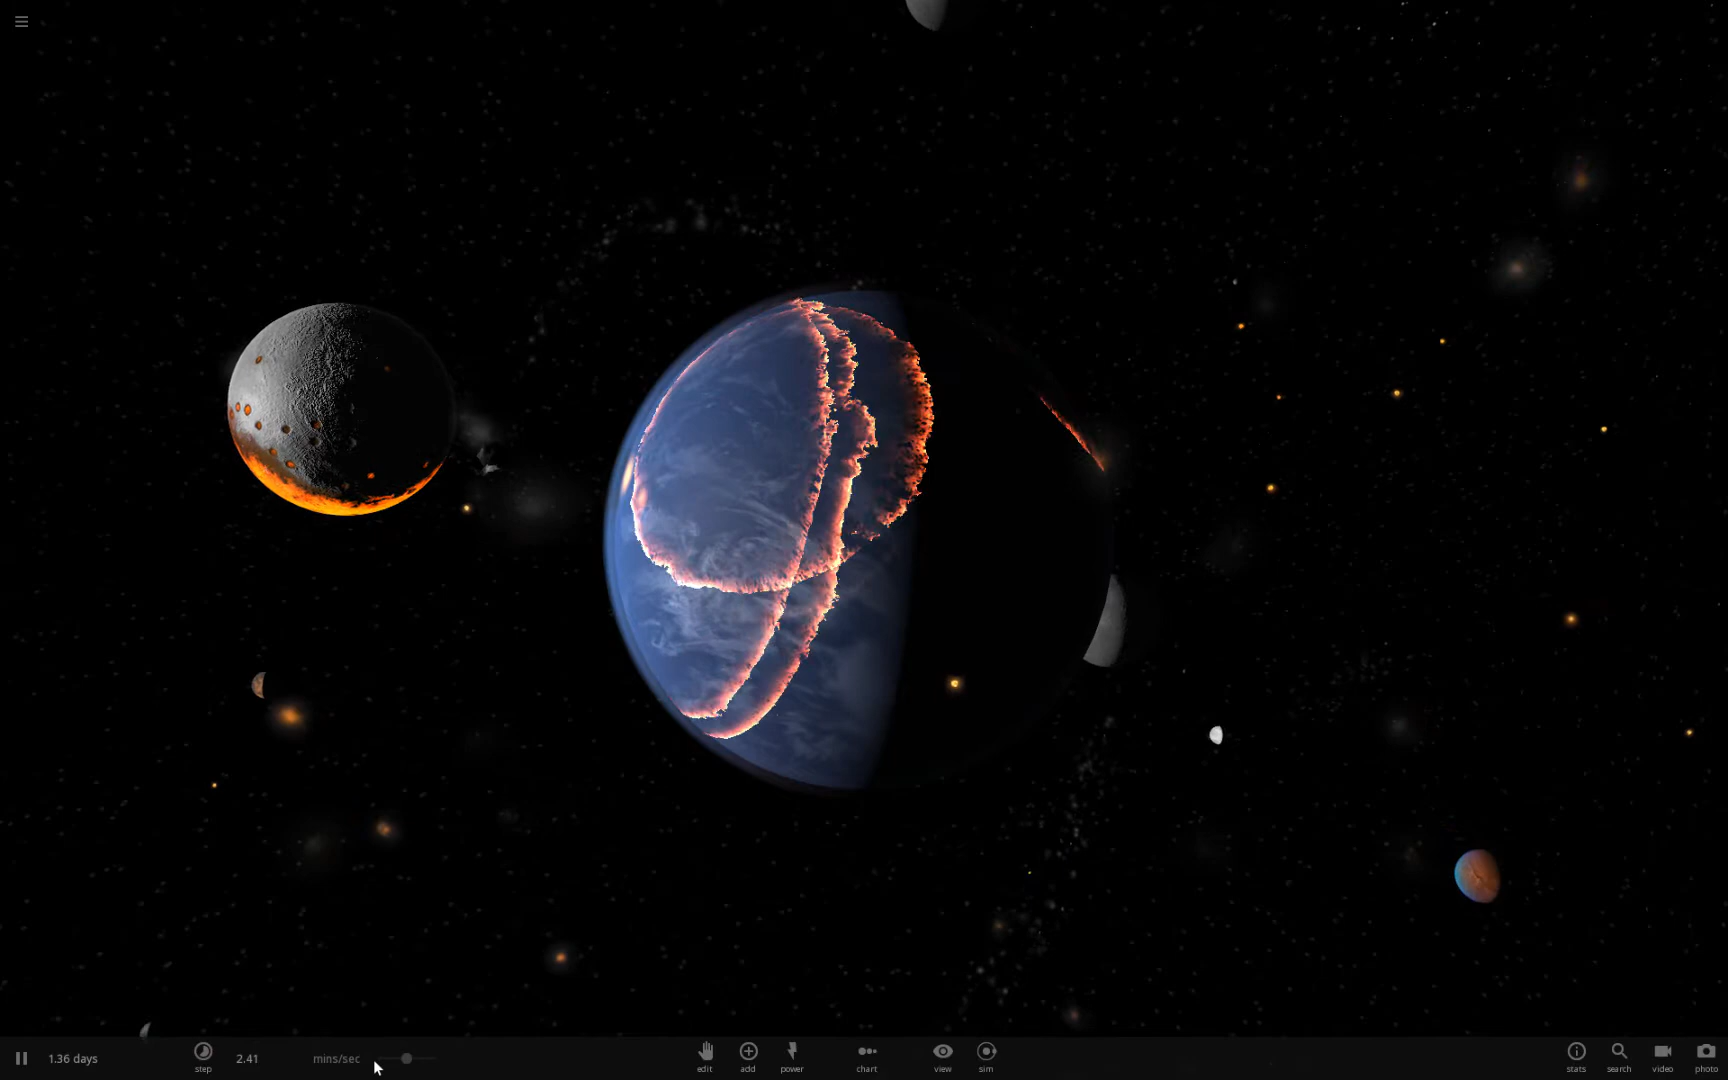 1.36 days
step
2.41
mins/sec
edit
add
power
chart
view
sim
stats
search
video
photo